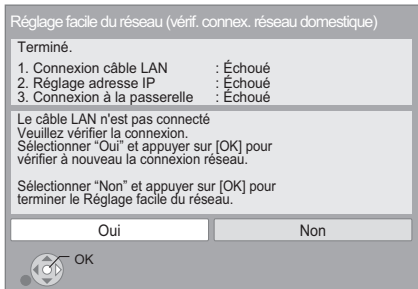 Réglage facile du réseau (vérif. connex. réseau domestique)
Terminé.
1. Connexion câble LAN : Échoué
2. Réglage adresse IP : Échoué
3. Connexion à la passerelle : Échoué
Le câble LAN n'est pas connecté
Veuillez vérifier la connexion.
Sélectionner “Oui” et appuyer sur [OK] pour
vérifier à nouveau la connexion réseau.
Sélectionner “Non” et appuyer sur [OK] pour
terminer le Réglage facile du réseau.
Oui Non
OK